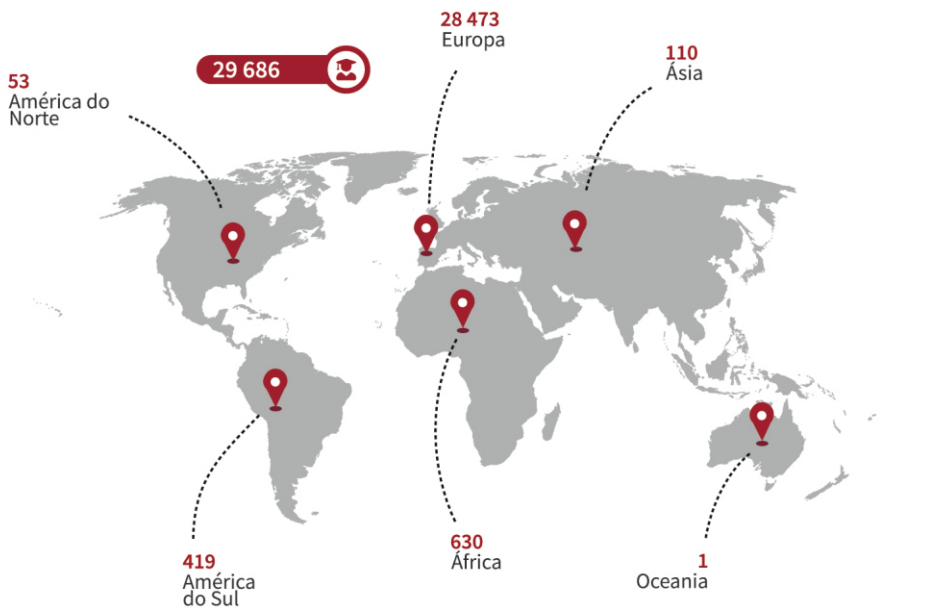 28 473
Europa
29 686
110
Ásia
53
América do
Norte
419
América
do Sul
630
África
1
Oceania